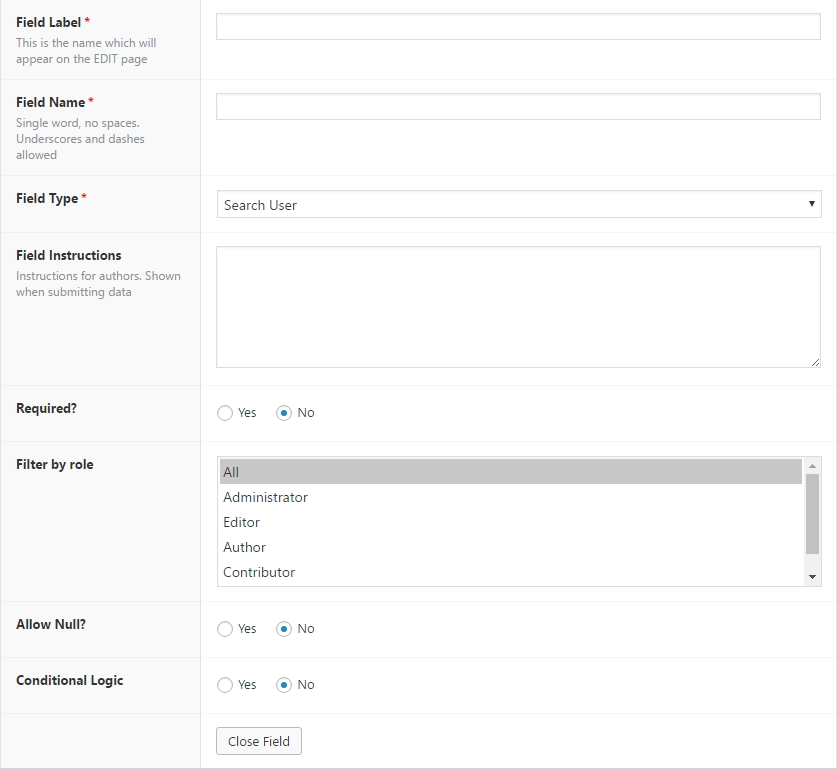 Field Label *
This is the name which will
appear on the EDIT page
Field Name *
Single word, no spaces.
Underscores and dashes
allowed
Field Type *
Search User
Field Instructions
Instructions for authors. Shown
when submitting data
Required?
Yes No
Filter by role
All
Administrator
Editor
Author
Contributor
Allow Null?
Yes No
Conditional Logic
Yes No
Close Field